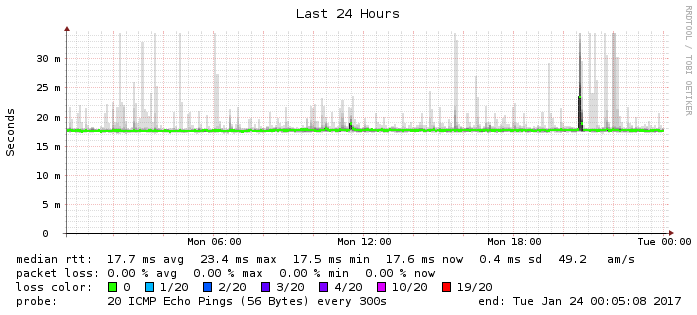 Last 24 Hours
RRDTOOL / TOBI OETIKER
Seconds
30 m
25 m
20 m
15 m
10 m
5 m
0
Mon 06:00 Mon 12:00 Mon 18:00 Tue 00:00
median rtt: 17.7 ms avg 23.4 ms max 17.5 ms min 17.6 ms now 0.4 ms sd 49.2 am/s
packet loss: 0.00 % avg 0.00 % max 0.00 % min 0.00 % now
loss color: 0 1/20 2/20 3/20 4/20 10/20 19/20
probe: 20 ICMP Echo Pings (56 Bytes) every 300s end: Tue Jan 24 00:05:08 2017